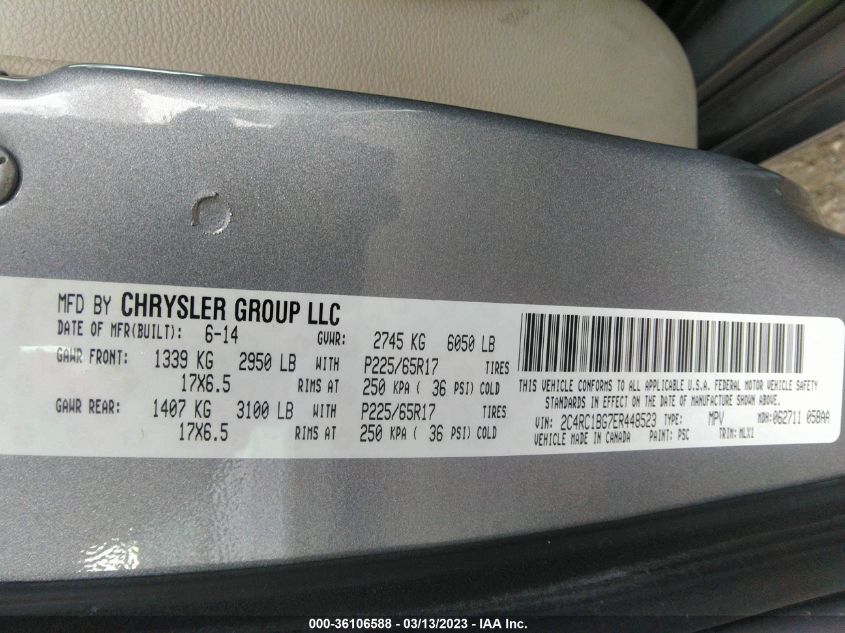 MFD BY CHRYSLER GROUP LLC
DATE OF MFR(BUILT): 6-14 GVWR: 2745 KG 6050 LB
GAWR FRONT: 1339 KG 2950 LB WITH P225/65R17 TIRES
17X6.5 RIMS AT 250 KPA ( 36 PSI) COLD
GAWR REAR: 1407 KG 3100 LB WITH P225/65R17 TIRES
17X6.5 RIMS AT 250 KPA ( 36 PSI) COLD
THIS VEHICLE CONFORMS TO ALL APPLICABLE U.S.A. FEDERAL MOTOR VEHICLE SAFETY
STANDARDS IN EFFECT ON THE DATE OF MANUFACTURE SHOWN ABOVE.
VIN: 2C4RC1BG7ER448523 TYPE: MPV MDH:062711 058AA
VEHICLE MADE IN CANADA PAINT: PSC TRIM: MLX1
000-36106588 - 03/13/2023 - IAA Inc.